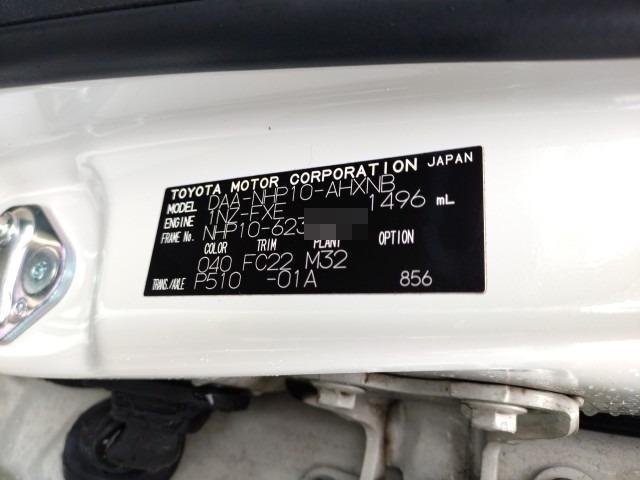 TOYOTA MOTOR CORPORATION JAPAN
MODEL DAA-NHP10-AHXNB
ENGINE 1NZ-FXE 1496 mL
FRAME No. NHP10-623
COLOR TRIM PLANT OPTION
040 FC22 M32
TRANS./AXLE P510 -01A 856